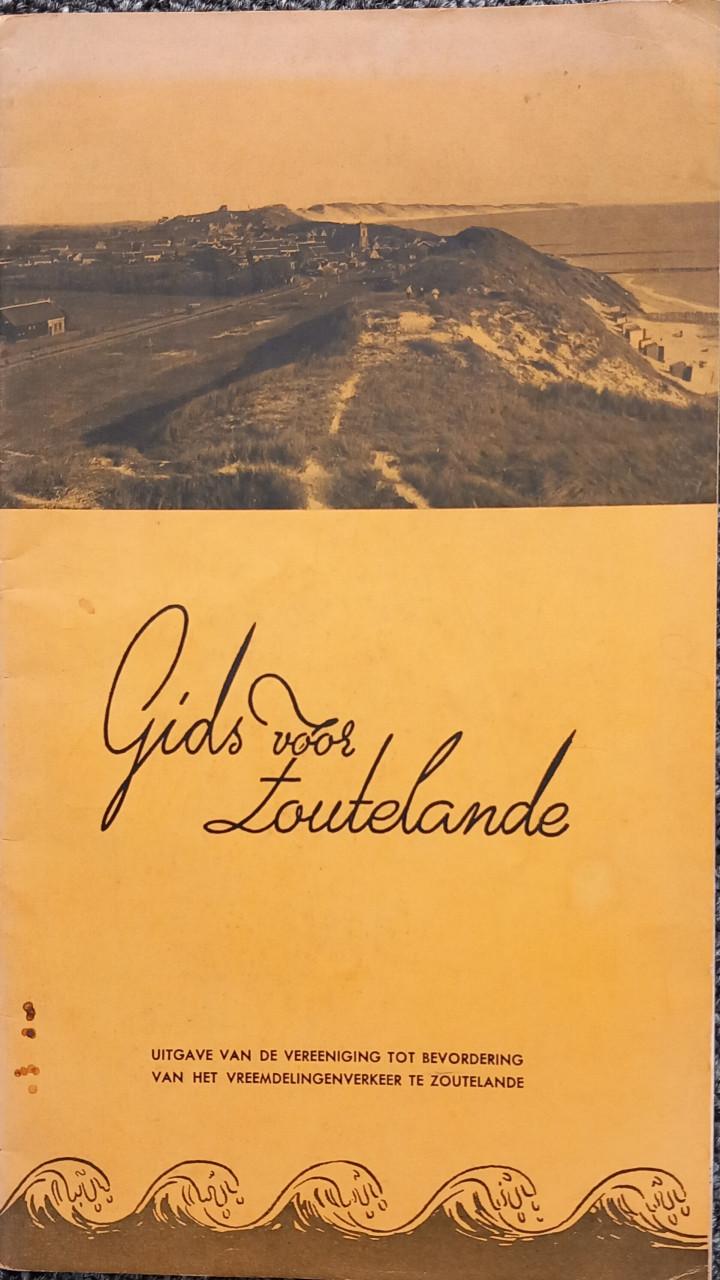 Gids voor
Zoutelande
UITGAVE VAN DE VEREENIGING TOT BEVORDERING
VAN HET VREEMDELINGENVERKEER TE ZOUTELANDE